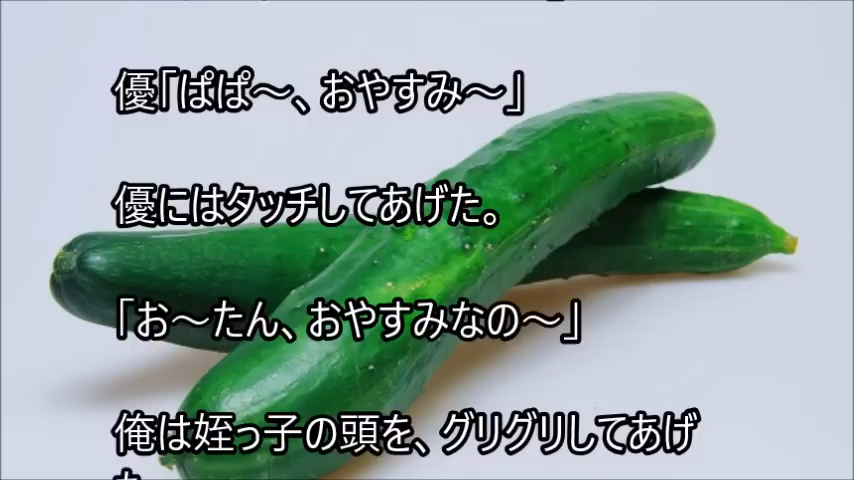 優「ぱぱ～、おやすみ～」
優にはタッチしてあげた。
「お～たん、おやすみなの～」
俺は姪っ子の頭を、グリグリしてあげ